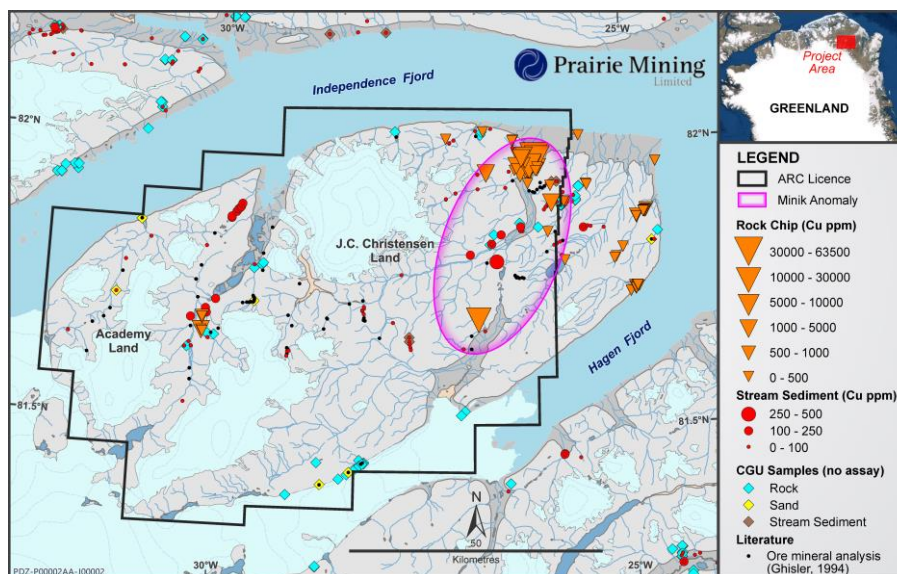 30°W
25°W
Independence Fjord
Prairie Mining
Limited
Project
Area
GREENLAND
82°N
82°N
J.C. Christensen
Land
Academy
Land
Hagen Fjord
81.5°N
81.5°N
N
50
Kilometres
30°W
25°W
PDZ-P00002AA-I00002
LEGEND
ARC Licence
Minik Anomaly
Rock Chip (Cu ppm)
30000 - 63500
10000 - 30000
5000 - 10000
1000 - 5000
500 - 1000
0 - 500
Stream Sediment (Cu ppm)
250 - 500
100 - 250
0 - 100
CGU Samples (no assay)
Rock
Sand
Stream Sediment
Literature
Ore mineral analysis
(Ghisler, 1994)